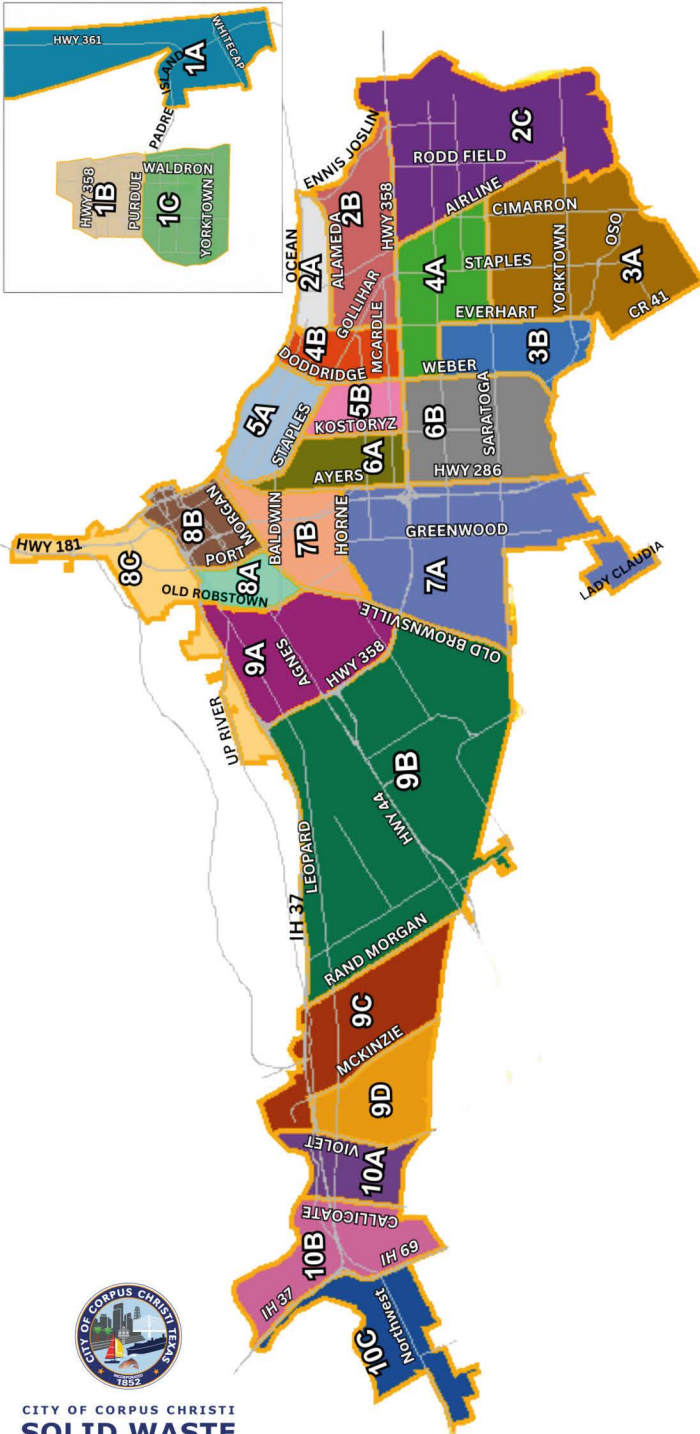 HWY 361
PADRE ISLAND
1A
WHITECAP
HWY 358
1B
PURDUE
WALDRON
1C
YORKTOWN
ENNIS JOSLIN
2C
RODD FIELD
AIRLINE
CIMARRON
OCEAN
2A
ALAMEDA
2B
HWY 358
GOLLIHAR
MCARDLE
4A
STAPLES
YORKTOWN
OSO
3A
CR 41
EVERHART
4B
DODDRIDGE
WEBER
3B
5A
STAPLES
5B
KOSTORYZ
6B
SARATOGA
6A
AYERS
HWY 286
HWY 181
8C
8B
MORGAN
PORT
BALDWIN
7B
HORNE
GREENWOOD
7A
LADY CLAUDIA
8A
OLD ROBSTOWN
OLD BROWNSVILLE
9A
AGNES
HWY 358
UP RIVER
9B
HWY 44
LEOPARD
IH 37
RAND MORGAN
9C
MCKINZIE
9D
VIOLET
10A
CALLICOATE
10B
IH 69
IH 37
10C
Northwest
CITY OF CORPUS CHRISTI TEXAS
INCORPORATED
1852
CITY OF CORPUS CHRISTI
SOLID WASTE